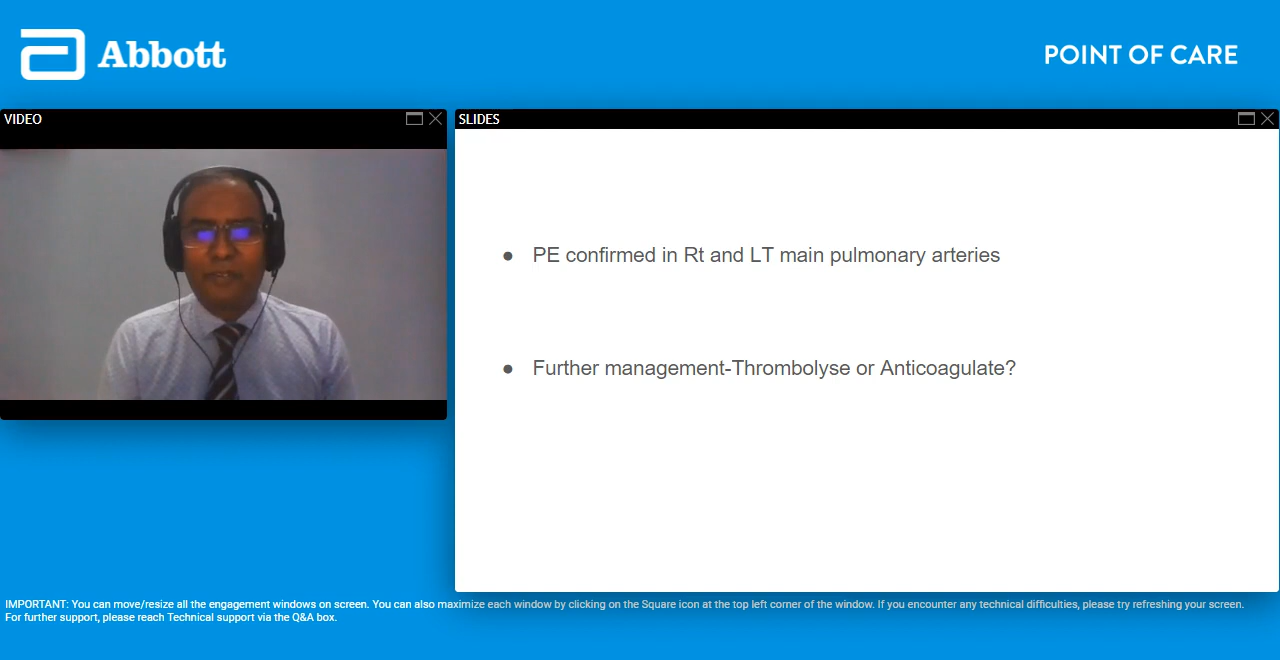 Abbott
POINT OF CARE
VIDEO
SLIDES
● PE confirmed in Rt and LT main pulmonary arteries
● Further management-Thrombolyse or Anticoagulate?
IMPORTANT: You can move/resize all the engagement windows on screen. You can also maximize each window by clicking on the Square icon at the top left corner of the window. If you encounter any technical difficulties, please try refreshing your screen.
For further support, please reach Technical support via the Q&A box.